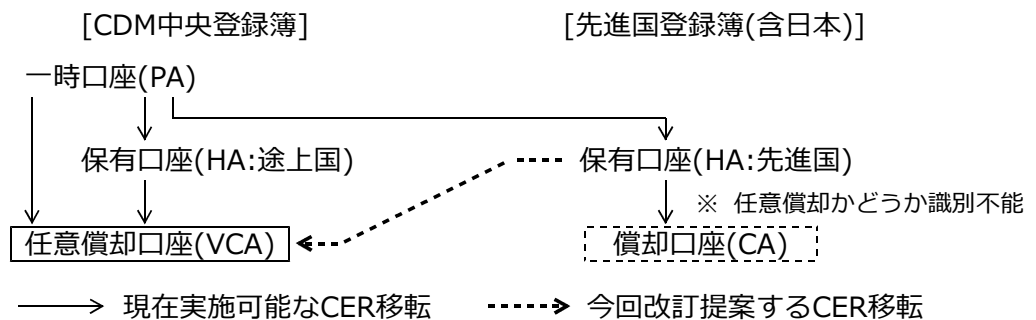 [CDM中央登録簿] [先進国登録簿(含日本)]
一時口座(PA)
保有口座(HA:途上国) 保有口座(HA:先進国)
※ 任意償却かどうか識別不能
任意償却口座(VCA) 償却口座(CA)
現在実施可能なCER移転 今回改訂提案するCER移転